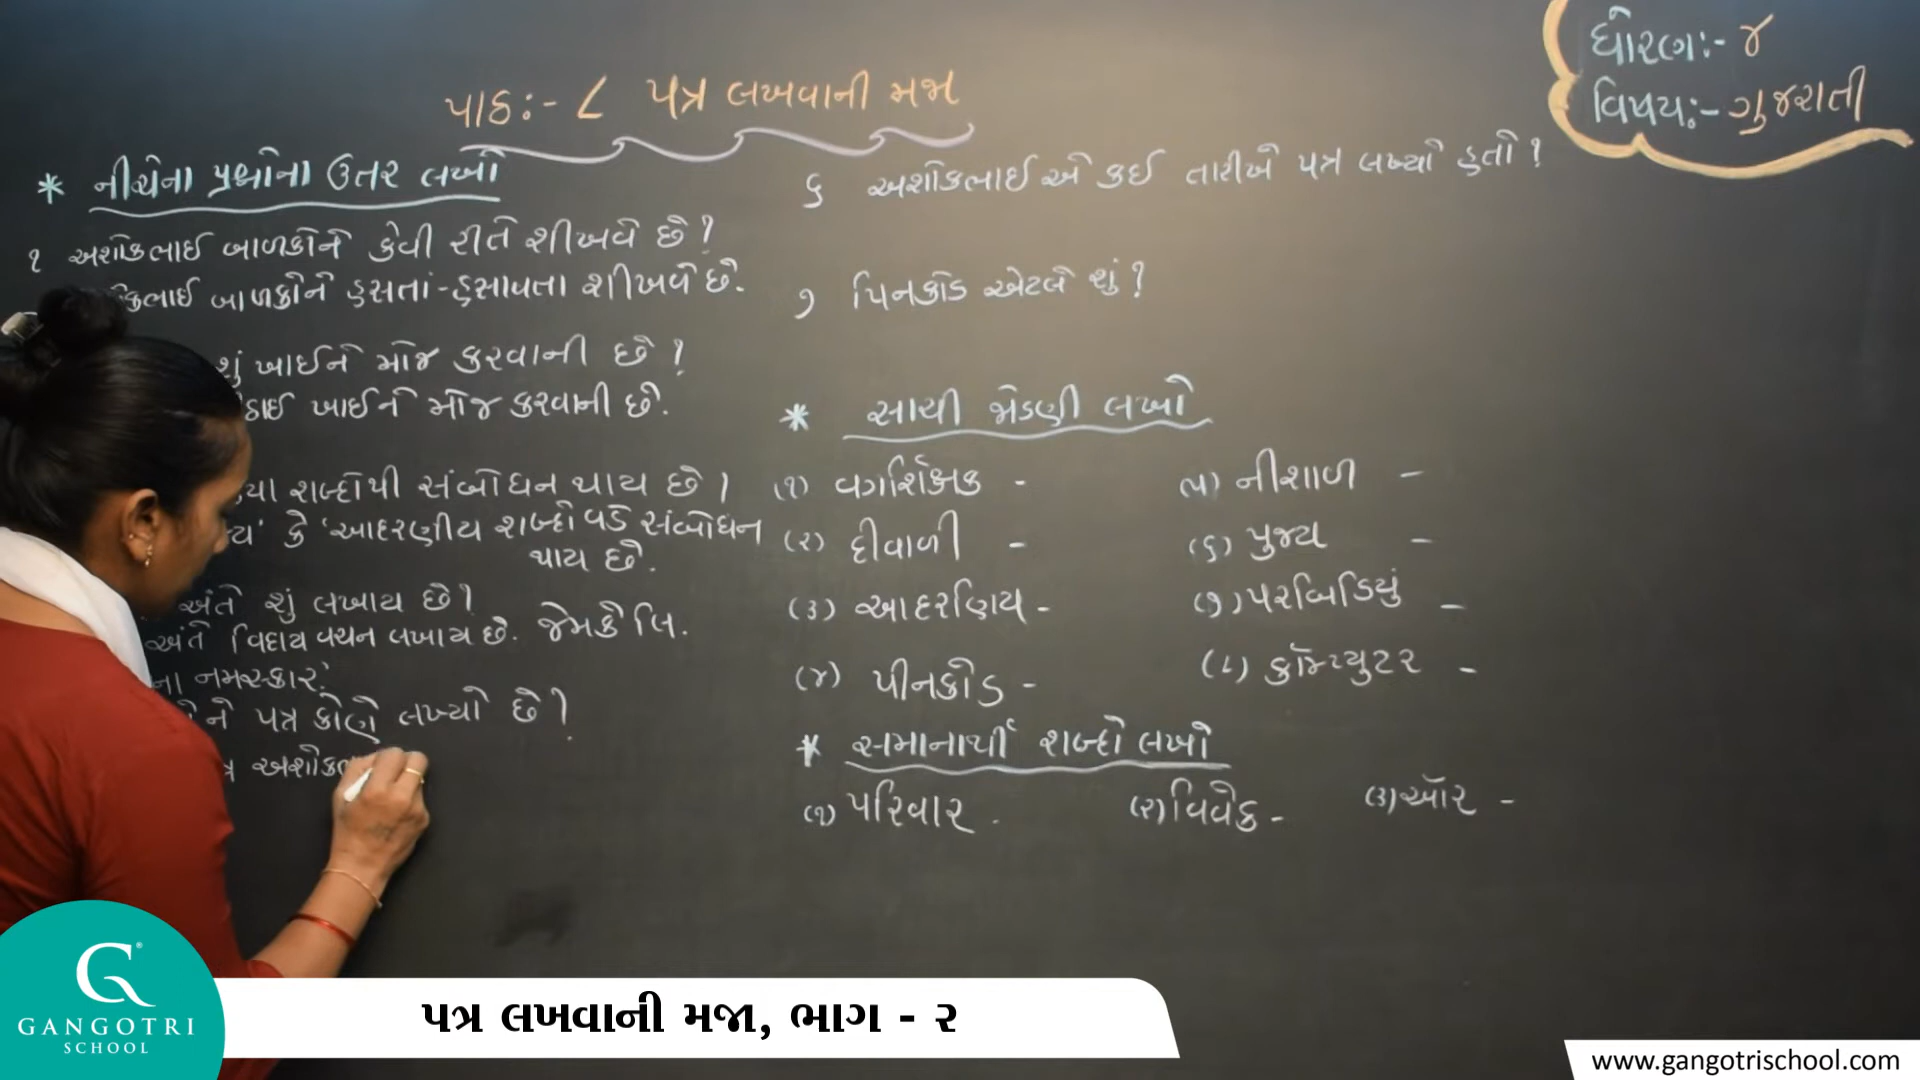 ધોરણ:- ૪
વિષય:- ગુજરાતી
પાઠ:- ૮ પત્ર લખવાની મજા
* નીચેના પ્રશ્નોના ઉતર લખો
૧ અશોકભાઈ બાળકોને કેવી રીતે શીખવે છે?
બાળકોને હસતાં-હસાવતા શીખવે છે.
શું ખાઈને મોજ કરવાની છે?
ખાઈને મોજ કરવાની છે.
શબ્દોથી સંબોધન થાય છે?
કે 'આદરણીય શબ્દો વડે સંબોધન
થાય છે.
અંતે શું લખાય છે?
અંતે વિદાય વચન લખાય છે. જેમકે લિ.
ના નમસ્કાર.
ને પત્ર કોણે લખ્યો છે?
અશોકભા
૬ અશોકભાઈ એ કઈ તારીખે પત્ર લખ્યો હતો?
૭ પિનકોડ એટલે શું?
* સાચી જોડણી લખો
(૧) વર્ગશિક્ષક -
(૨) દીવાળી -
(૩) આદરણિય -
(૪) પીનકોડ -
(૫) નીશાળ -
(૬) પુજ્ય -
(૭) પરબિડિયું -
(૮) કૉમ્પ્યુટર -
* સમાનાર્થી શબ્દો લખો
(૧) પરિવાર -
(૨) વિવેક -
(૩) ઑર -
GANGOTRI
SCHOOL
પત્ર લખવાની મજા, ભાગ - ૨
www.gangotrischool.com